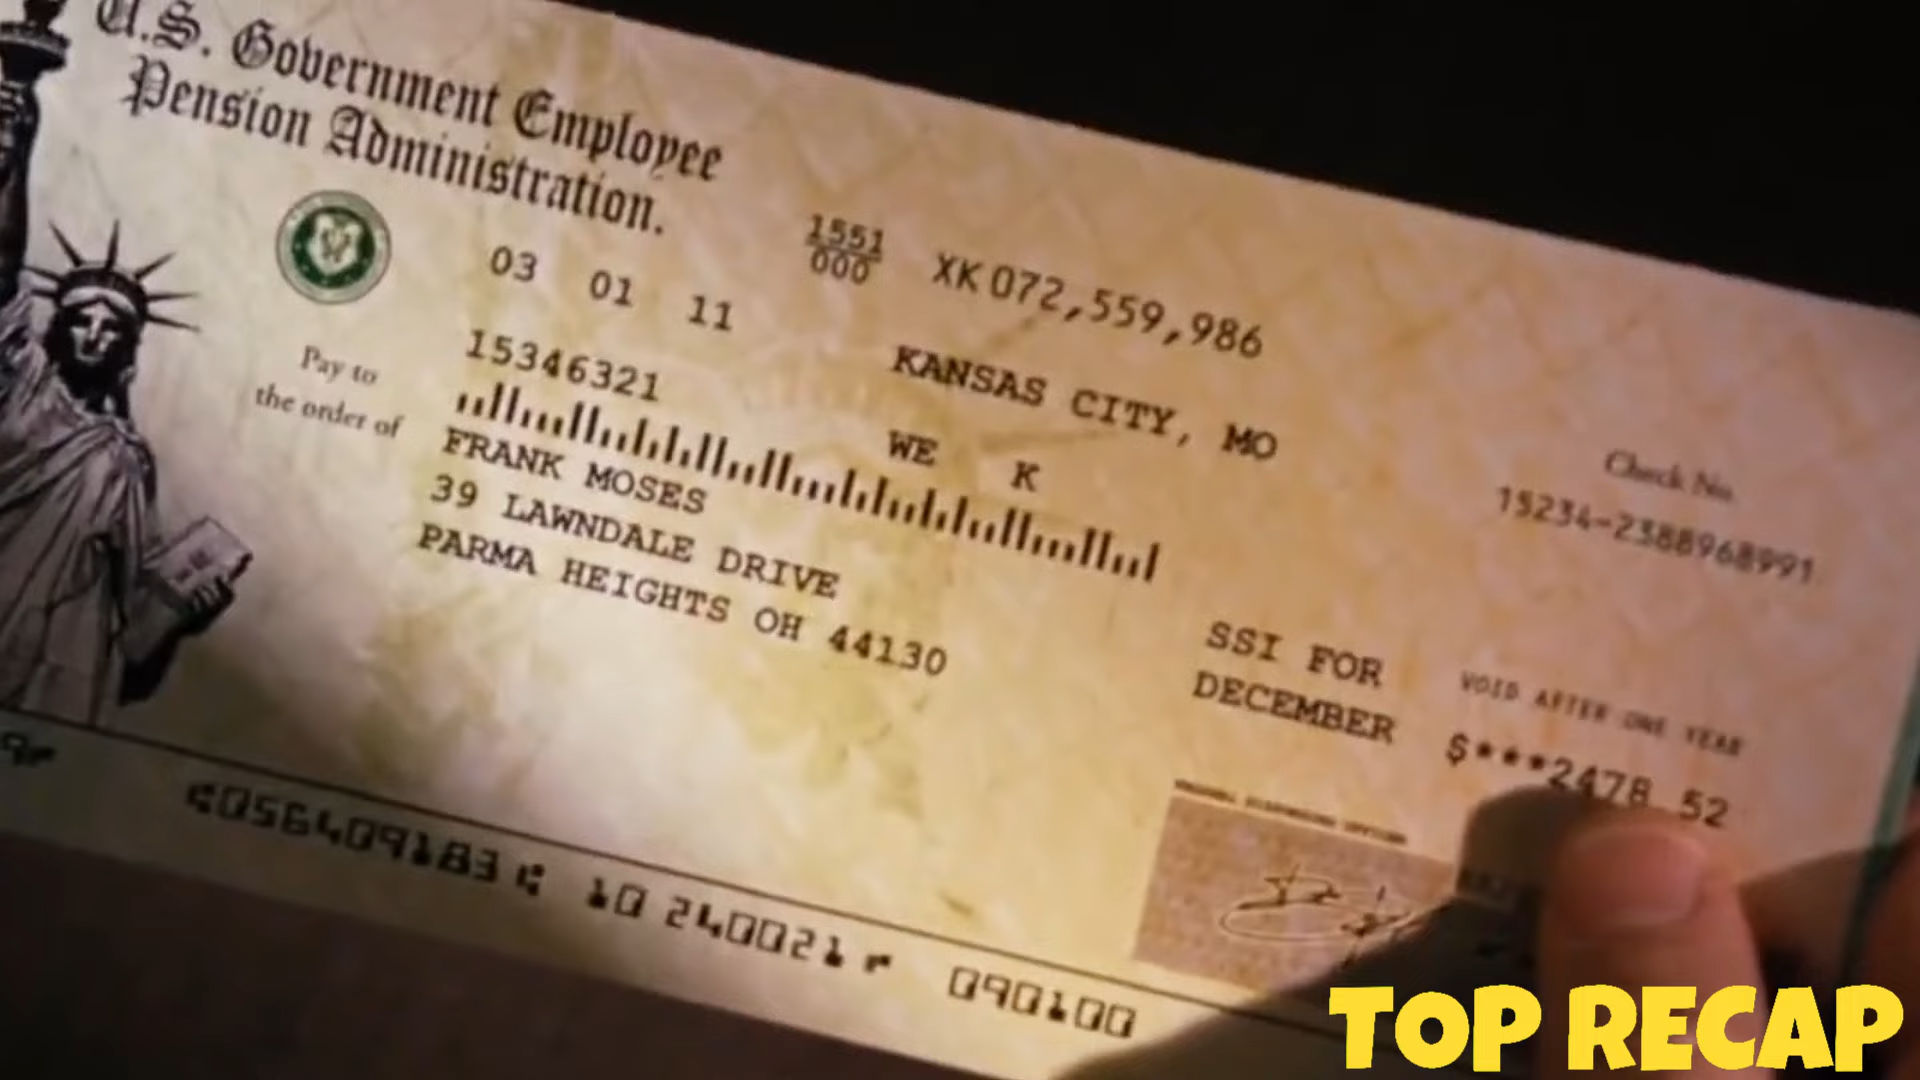 U.S. Government Employee
Pension Administration.
03 01 11
1551
000
XK 072,559,986
15346321
KANSAS CITY, MO
Pay to
the order of
WE K
FRANK MOSES
39 LAWNDALE DRIVE
PARMA HEIGHTS OH 44130
Check No.
15234-2388968991
SSI FOR
DECEMBER
VOID AFTER ONE YEAR
$***2478 52
056409183 10 240021 090100
TOP RECAP